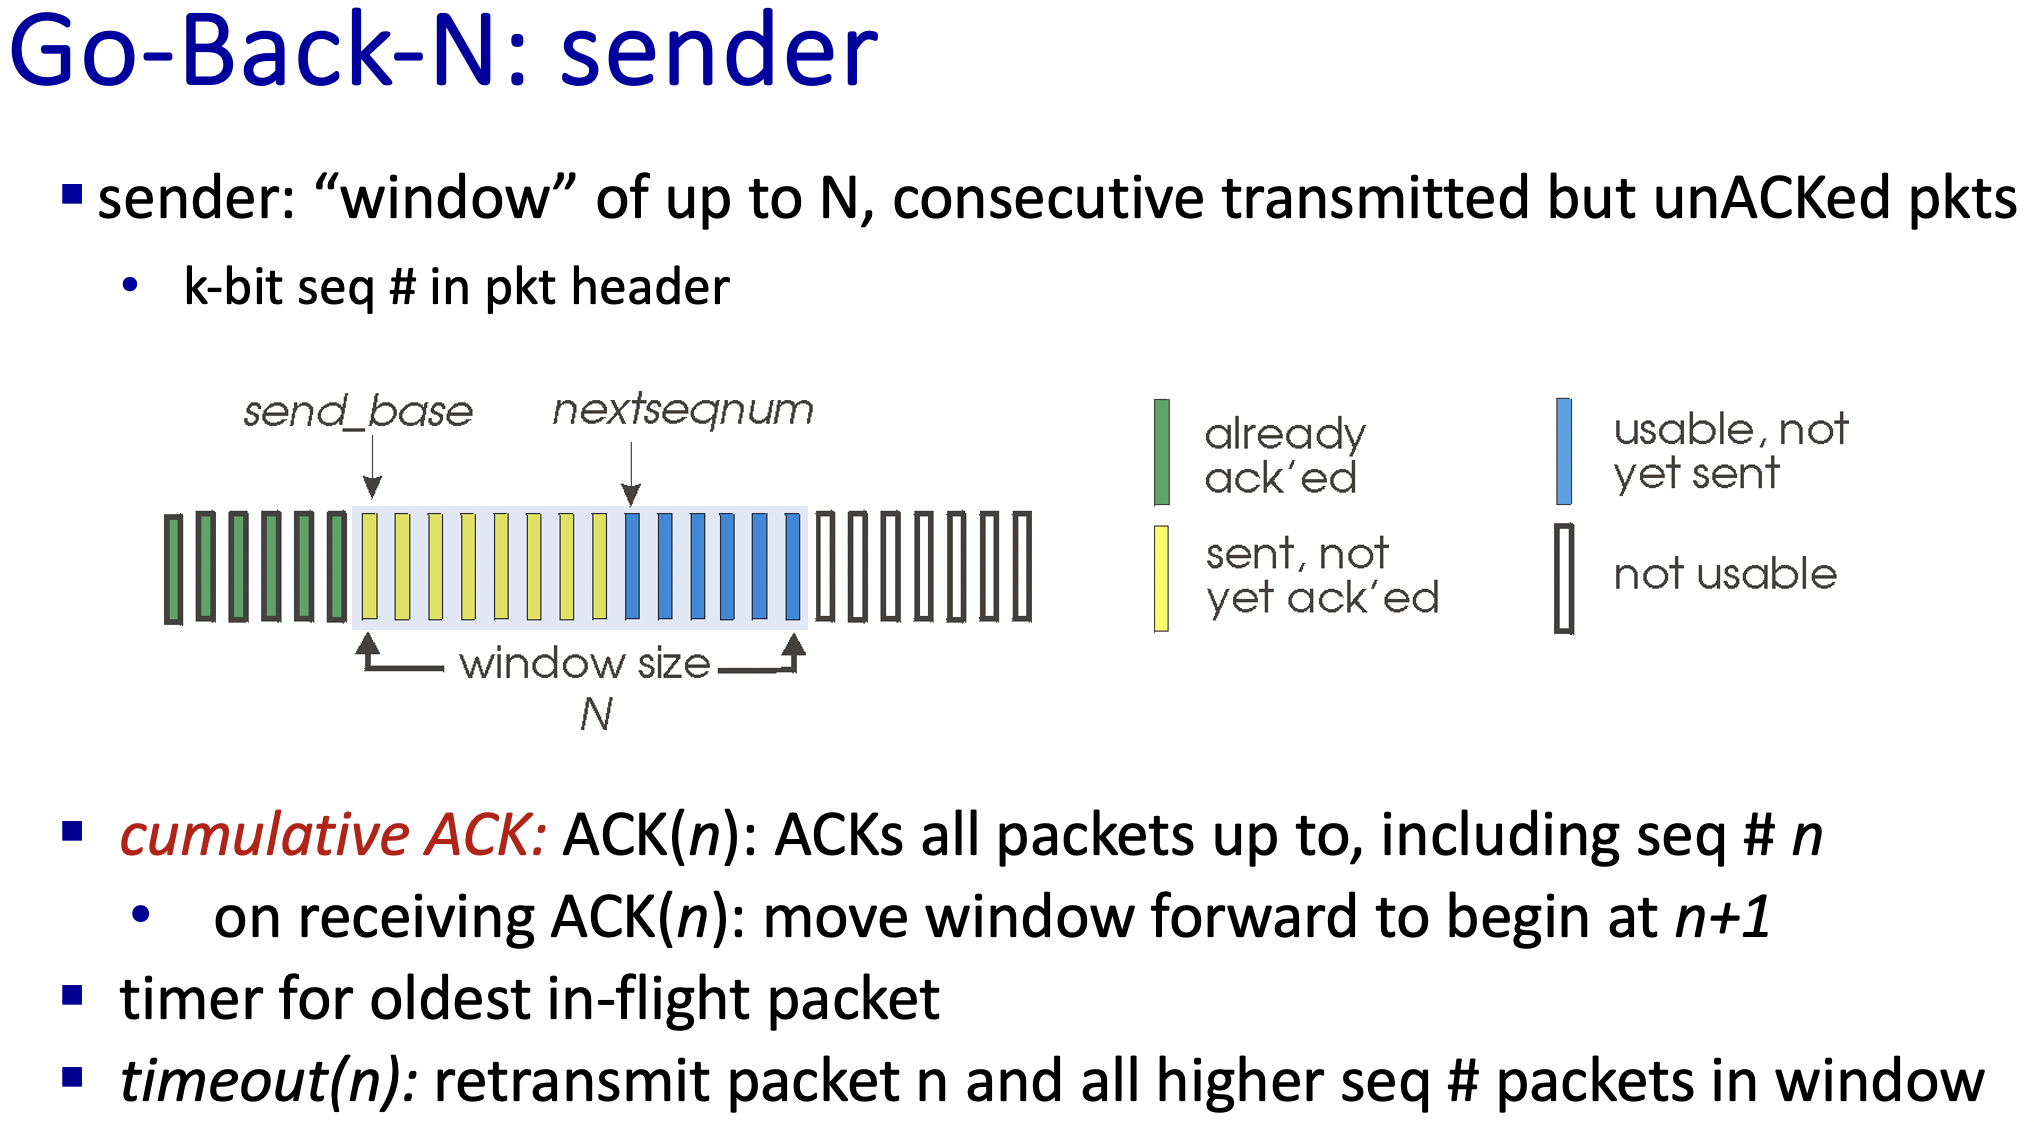 Go-Back-N: sender
▪ sender: “window” of up to N, consecutive transmitted but unACKed pkts
• k-bit seq # in pkt header
send_base
nextseqnum
already
ack’ed
usable, not
yet sent
sent, not
yet ack’ed
not usable
window size
N
▪ cumulative ACK: ACK(n): ACKs all packets up to, including seq # n
• on receiving ACK(n): move window forward to begin at n+1
▪ timer for oldest in-flight packet
▪ timeout(n): retransmit packet n and all higher seq # packets in window